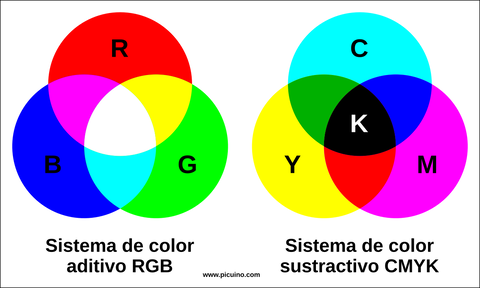 R
B
G
C
Y
K
M
Sistema de color
aditivo RGB
Sistema de color
sustractivo CMYK
www.picuino.com